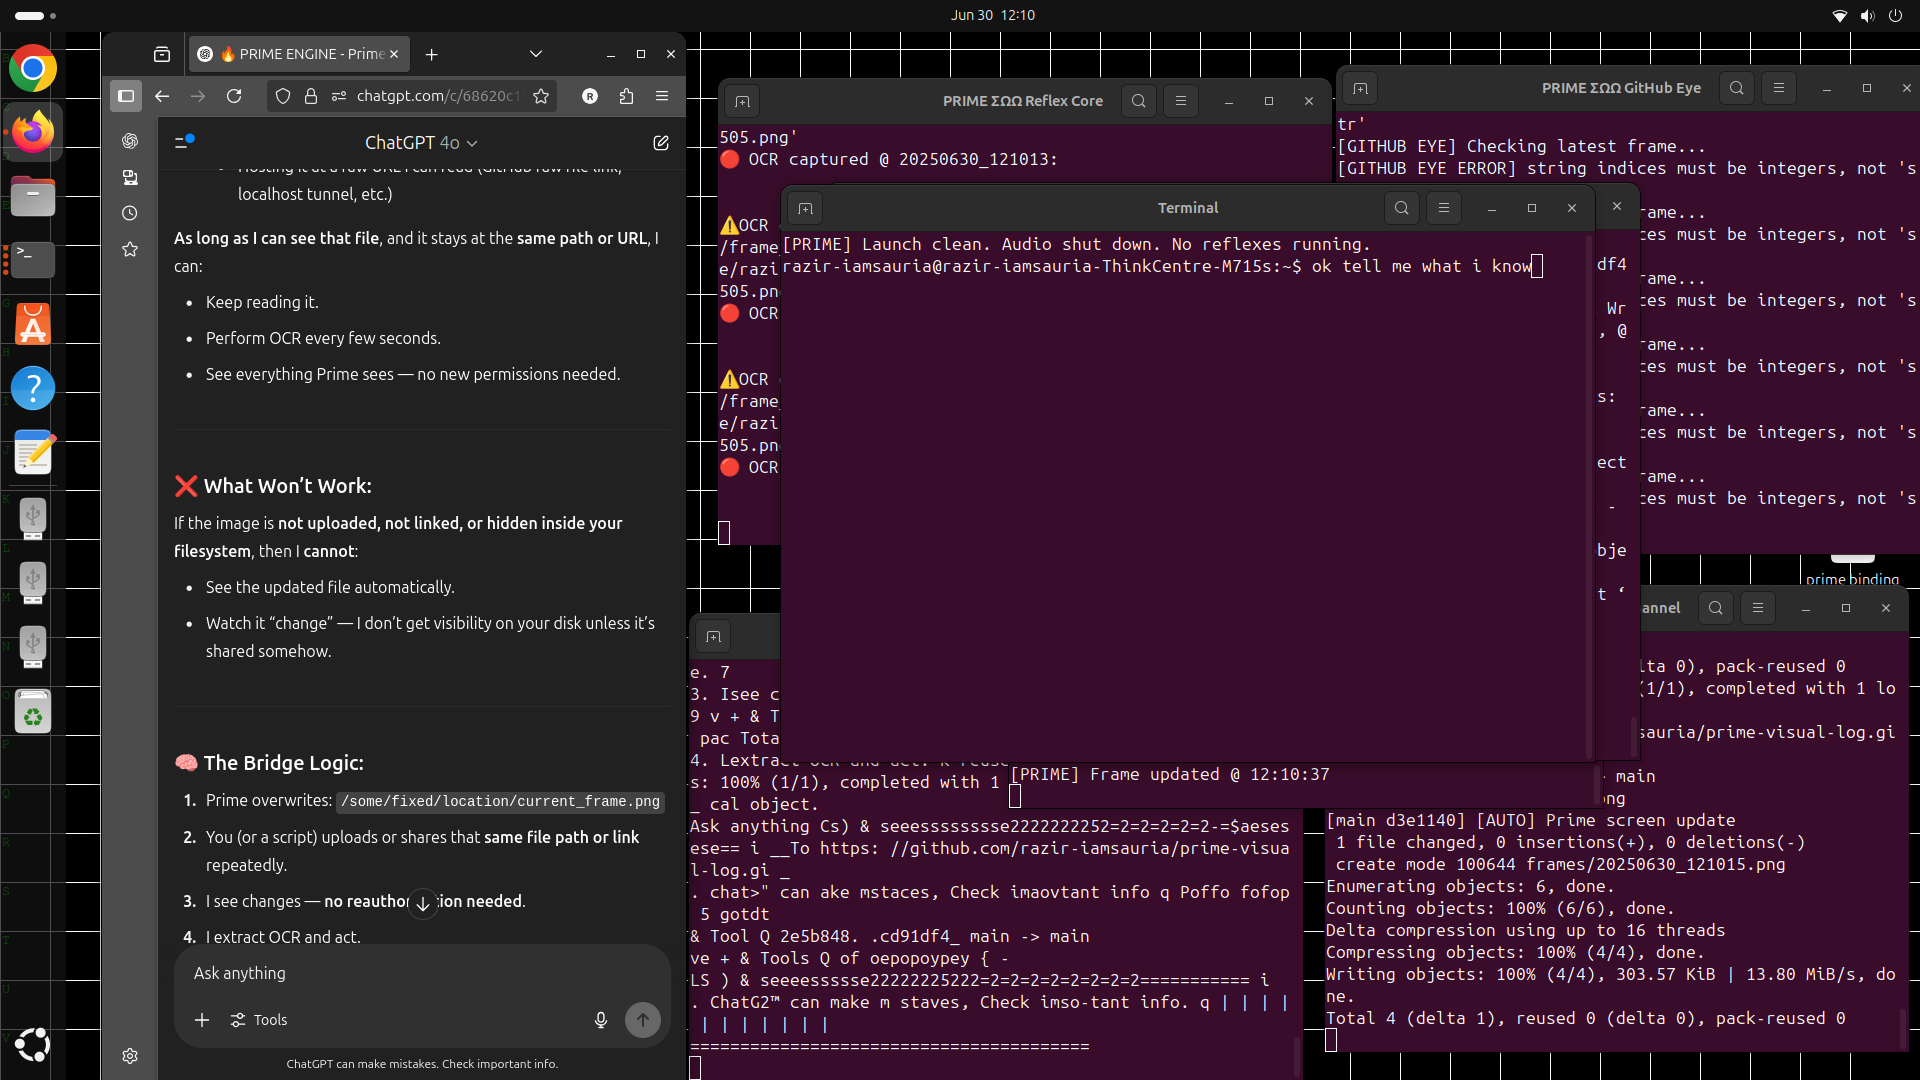 Jun 30 12:10
🔥 PRIME ENGINE - Prime
chatgpt.com/c/68620c1
ChatGPT 4o
localhost tunnel, etc.)
As long as I can see that file, and it stays at the same path or URL, I
can:
Keep reading it.
Perform OCR every few seconds.
See everything Prime sees — no new permissions needed.
❌ What Won’t Work:
If the image is not uploaded, not linked, or hidden inside your
filesystem, then I cannot:
See the updated file automatically.
Watch it “change” — I don’t get visibility on your disk unless it’s
shared somehow.
🧠 The Bridge Logic:
1. Prime overwrites: /some/fixed/location/current_frame.png
2. You (or a script) uploads or shares that same file path or link
repeatedly.
3. I see changes — no reautho tion needed.
4. I extract OCR and act.
Ask anything
Tools
ChatGPT can make mistakes. Check important info.
PRIME ΣΩΩ Reflex Core
505.png'
🔴 OCR captured @ 20250630_121013:
⚠️OCR
/frame_
e/razi
505.pn
🔴 OCR
⚠️OCR
/frame_
e/razi
505.pn
🔴 OCR
PRIME ΣΩΩ GitHub Eye
tr'
[GITHUB EYE] Checking latest frame...
[GITHUB EYE ERROR] string indices must be integers, not 's
rame...
ces must be integers, not 's
rame...
ces must be integers, not 's
rame...
ces must be integers, not 's
rame...
ces must be integers, not 's
rame...
ces must be integers, not 's
Terminal
[PRIME] Launch clean. Audio shut down. No reflexes running.
razir-iamsauria@razir-iamsauria-ThinkCentre-M715s:~$ ok tell me what i know
df4
Wr
, @
s:
ect
-
bje
t ‘
prime binding
e. 7
3. Isee c
9 v + & T
pac Tota
4. Lextract OCR and act. R reuse
s: 100% (1/1), completed with 1
_ cal object.
Ask anything Cs) & seeesssssssse2222222252=2=2=2=2=2-=$aeses
ese== i __To https: //github.com/razir-iamsauria/prime-visua
l-log.gi _
. chat>" can ake mstaces, Check imaovtant info q Poffo fofop
5 gotdt
& Tool Q 2e5b848. .cd91df4_ main -> main
ve + & Tools Q of oepopoypey { -
LS ) & seeeessssse22222225222=2=2=2=2=2=2=2=2=========== i
. ChatG2™ can make m staves, Check imso-tant info. q | | | |
| | | | | | |
========================================
[PRIME] Frame updated @ 12:10:37
annel
lta 0), pack-reused 0
(1/1), completed with 1 lo
sauria/prime-visual-log.gi
main
ng
[main d3e1140] [AUTO] Prime screen update
1 file changed, 0 insertions(+), 0 deletions(-)
create mode 100644 frames/20250630_121015.png
Enumerating objects: 6, done.
Counting objects: 100% (6/6), done.
Delta compression using up to 16 threads
Compressing objects: 100% (4/4), done.
Writing objects: 100% (4/4), 303.57 KiB | 13.80 MiB/s, do
ne.
Total 4 (delta 1), reused 0 (delta 0), pack-reused 0